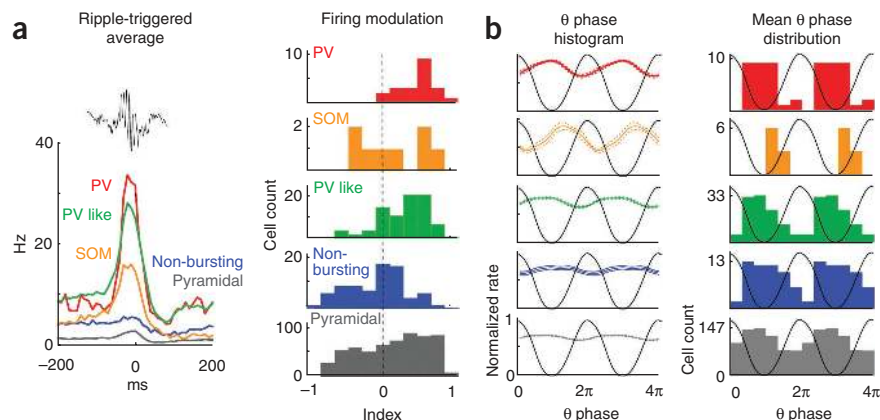 a
Ripple-triggered
average
40
Hz
20
0
PV
PV like
SOM
Non-bursting
Pyramidal
–200
0
200
ms
Firing modulation
10
PV
2
SOM
20
PV like
20
Non-
bursting
100
Pyramidal
0
Cell count
–1
0
1
Index
b
θ phase
histogram
Normalized rate
1
0
0
2π
4π
θ phase
Mean θ phase
distribution
10
6
33
13
147
Cell count
0
2π
4π
θ phase